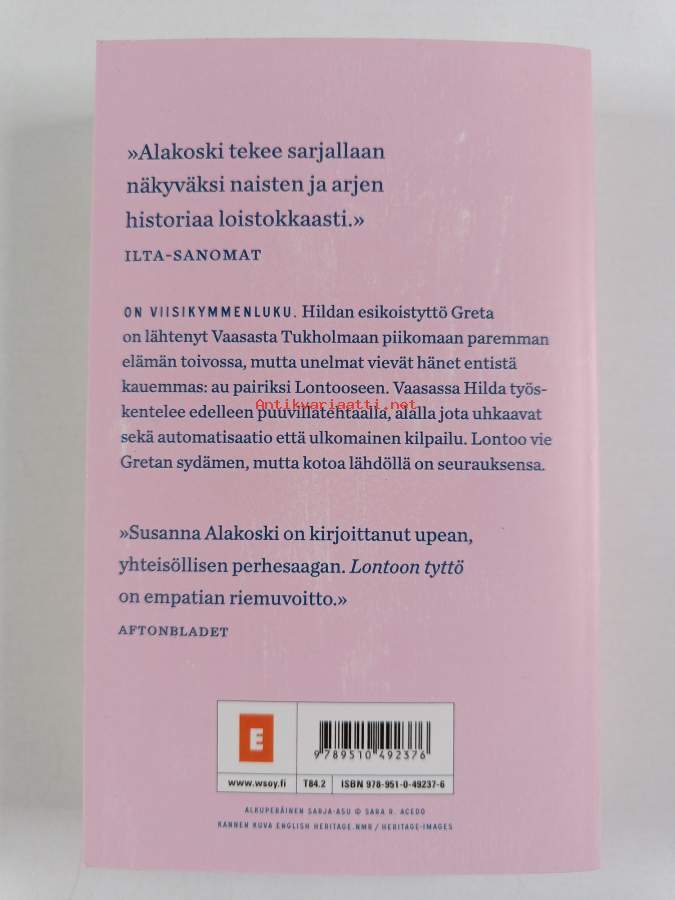 »Alakoski tekee sarjallaan
näkyväksi naisten ja arjen
historiaa loistokkaasti.»
ILTA-SANOMAT
ON VIISIKYMMENLUKU. Hildan esikoistyttö Greta
on lähtenyt Vaasasta Tukholmaan piikomaan paremman
elämän toivossa, mutta unelmat vievät hänet entistä
kauemmas: au pairiksi Lontooseen. Vaasassa Hilda työs-
kentelee edelleen puuvillatehtaalla, alalla jota uhkaavat
Antikvariaatti.net
sekä automatisaatio että ulkomainen kilpailu. Lontoo vie
Gretan sydämen, mutta kotoa lähdöllä on seurauksensa.
»Susanna Alakoski on kirjoittanut upean,
yhteisöllisen perhesaagan. Lontoon tyttö
on empatian riemuvoitto.»
AFTONBLADET
E
9 789510 492376
www.wsoy.fi T84.2 ISBN 978-951-0-49237-6
ALKUPERÄINEN SARJA-ASU © SARA R. ACEDO
KANNEN KUVA ENGLISH HERITAGE.NMR / HERITAGE-IMAGES